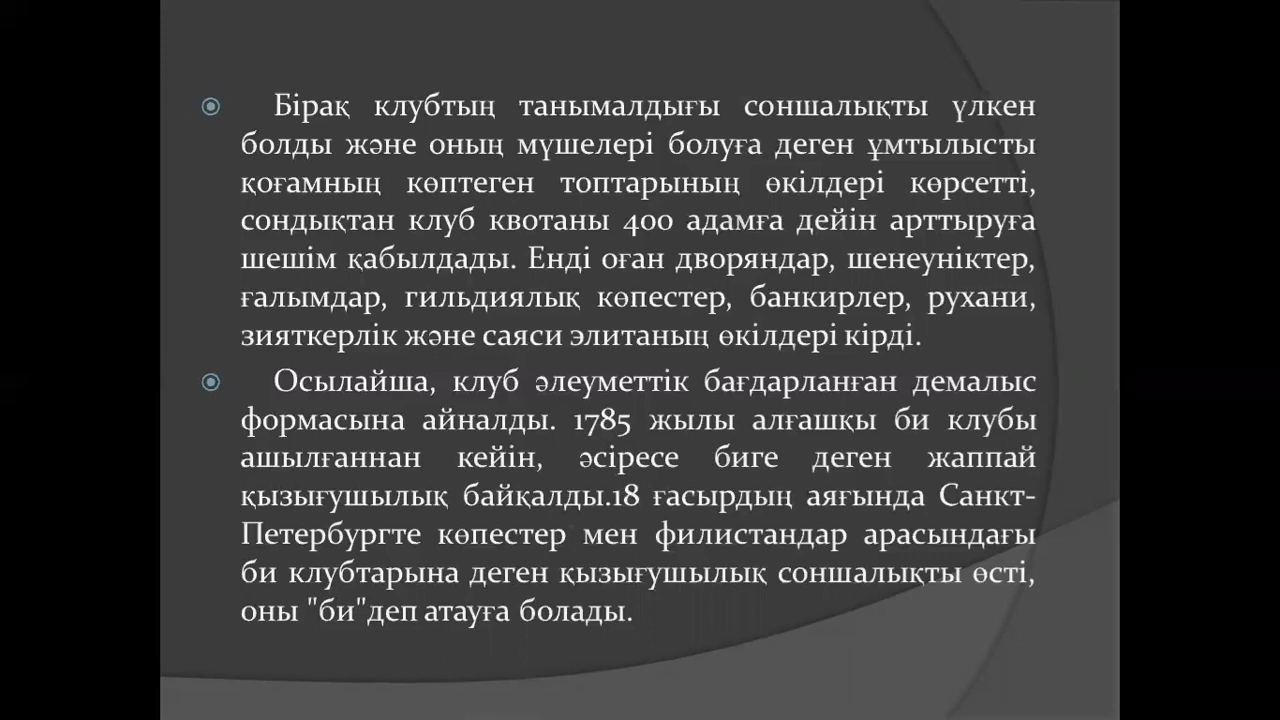 Бірақ клубтың танымалдығы соншалықты үлкен
болды және оның мүшелері болуға деген ұмтылысты
қоғамның көптеген топтарының өкілдері көрсетті,
сондықтан клуб квотаны 400 адамға дейін арттыруға
шешім қабылдады. Енді оған дворяндар, шенеуніктер,
ғалымдар, гильдиялық көпестер, банкирлер, рухани,
зияткерлік және саяси элитаның өкілдері кірді.
Осылайша, клуб әлеуметтік бағдарланған демалыс
формасына айналды. 1785 жылы алғашқы би клубы
ашылғаннан кейін, әсіресе биге деген жаппай
қызығушылық байқалды.18 ғасырдың аяғында Санкт-
Петербургте көпестер мен филистандар арасындағы
би клубтарына деген қызығушылық соншалықты өсті,
оны "би"деп атауға болады.